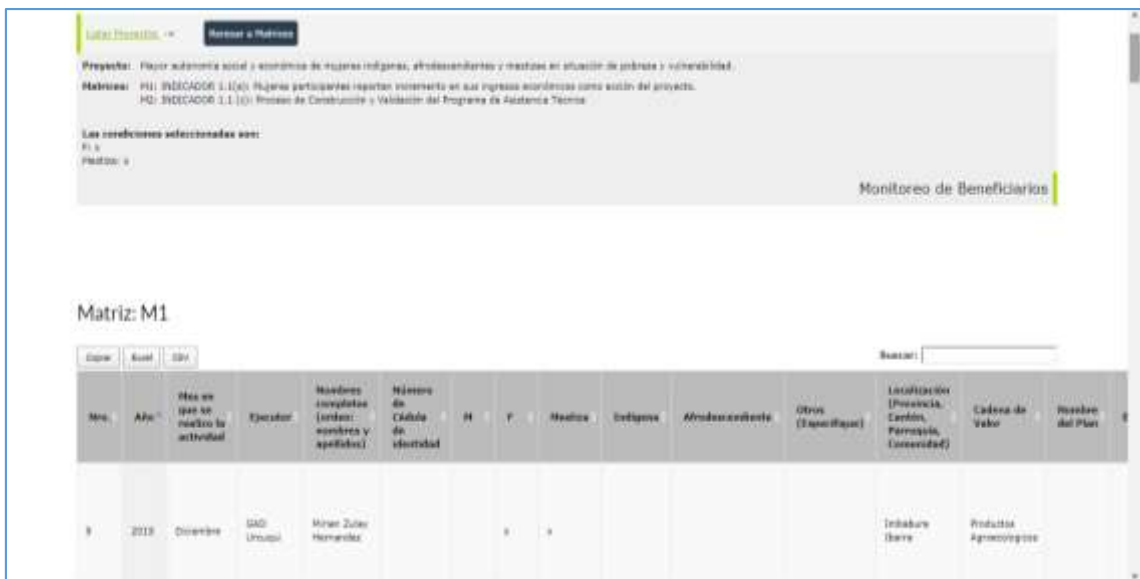 Listar Proyectos
Regresar a Matrices
Proyecto: Mayor autonomía social y económica de mujeres indígenas, afrodescendientes y mestizas en situación de pobreza y vulnerabilidad.
Matrices: M1: INDICADOR 1.1(a): Mujeres participantes reportan incremento en sus ingresos económicos como acción del proyecto.
M2: INDICADOR 1.1.(c): Proceso de Construcción y Validación del Programa de Asistencia Técnica
Las condiciones seleccionadas son:
F: x
Mestiza: x
Monitoreo de Beneficiarios
Matriz: M1
Copiar Excel CSV
Buscar:
Nro. Año Mes en que se realizo la actividad Ejecutor Nombres completos (orden: nombres y apellidos) Número de Cédula de identidad M F Mestiza Indígena Afrodescendiente Otros (Especifique) Localización (Provincia, Cantón, Parroquia, Comunidad) Cadena de Valor Nombre del Plan
Diciembre GAD Urcuquí Zulay Hernandez x x Imbabura Ibarra Productos Agroecológicos